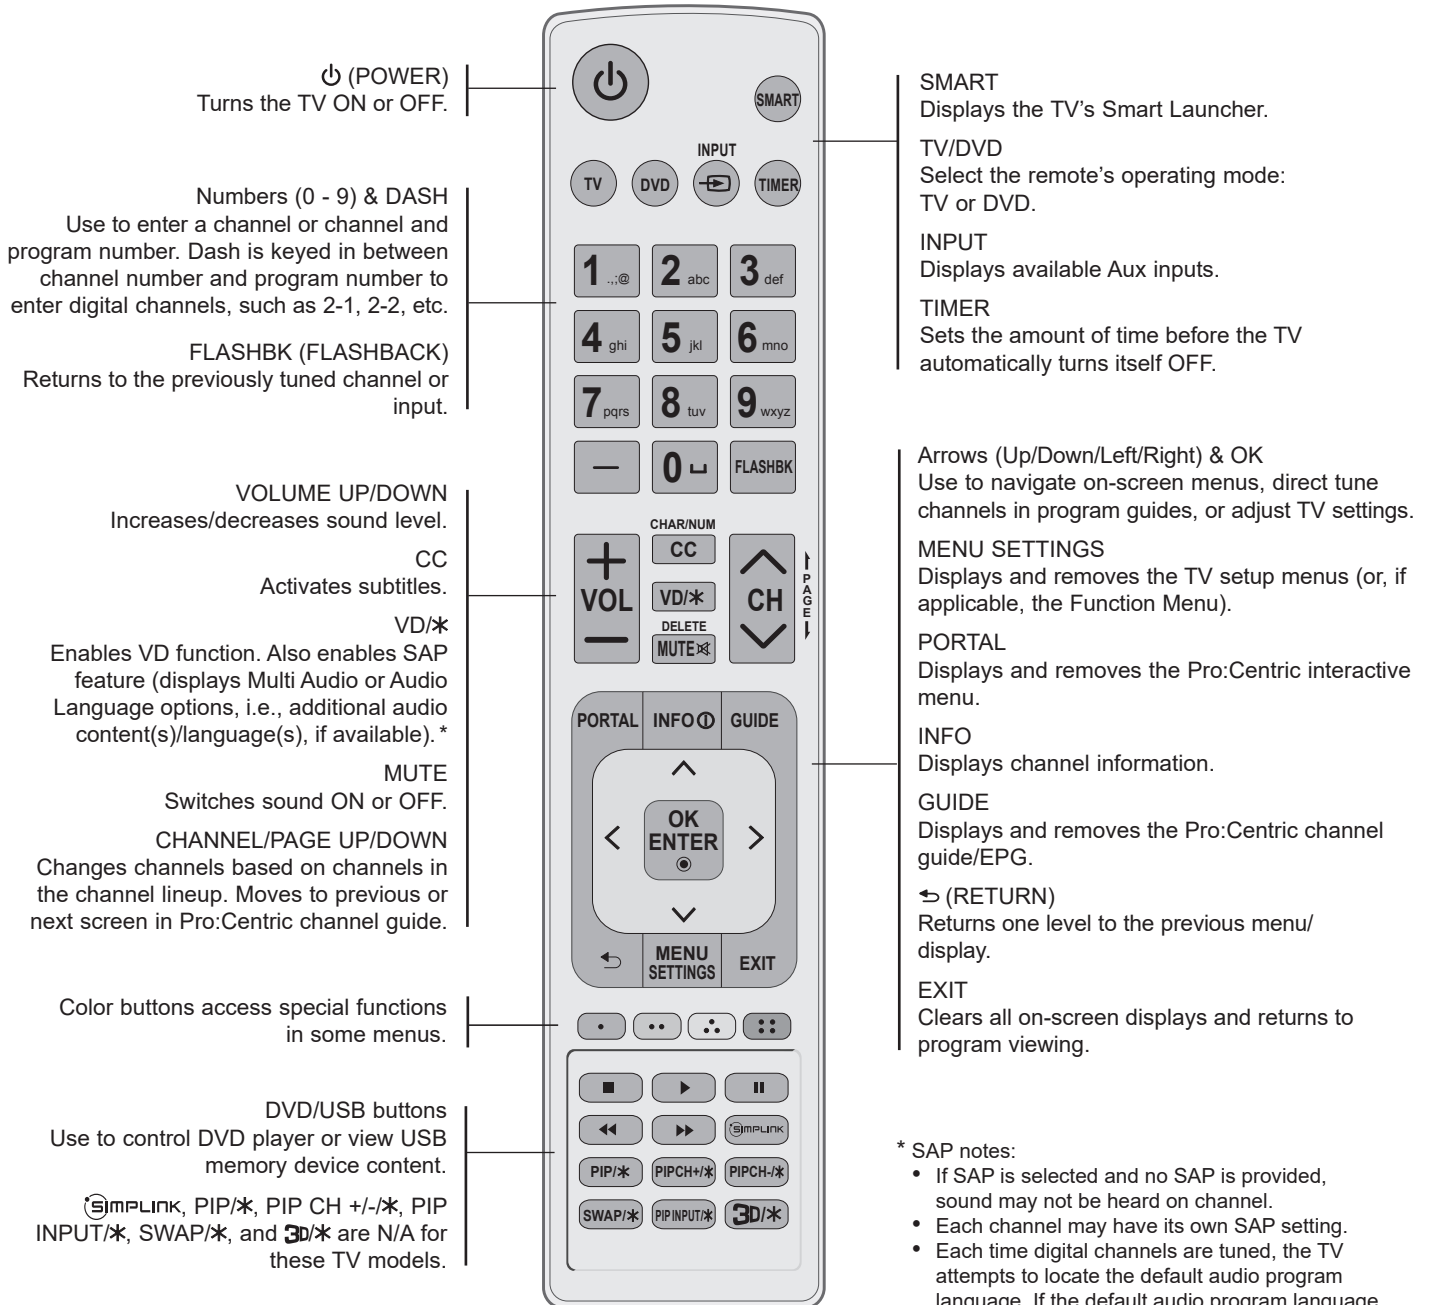 (POWER)
Turns the TV ON or OFF.
Numbers (0 - 9) & DASH
Use to enter a channel or channel and
program number. Dash is keyed in between
channel number and program number to
enter digital channels, such as 2-1, 2-2, etc.
FLASHBK (FLASHBACK)
Returns to the previously tuned channel or
input.
VOLUME UP/DOWN
Increases/decreases sound level.
CC
Activates subtitles.
VD/*
Enables VD function. Also enables SAP
feature (displays Multi Audio or Audio
Language options, i.e., additional audio
content(s)/language(s), if available). *
MUTE
Switches sound ON or OFF.
CHANNEL/PAGE UP/DOWN
Changes channels based on channels in
the channel lineup. Moves to previous or
next screen in Pro:Centric channel guide.
Color buttons access special functions
in some menus.
DVD/USB buttons
Use to control DVD player or view USB
memory device content.
SIMPLINK, PIP/*, PIP CH +/-/*, PIP
INPUT/*, SWAP/*, and 3D/* are N/A for
these TV models.
SMART
INPUT
TV DVD TIMER
1 .,;@ 2 abc 3 def
4 ghi 5 jkl 6 mno
7 pqrs 8 tuv 9 wxyz
— 0 FLASHBK
CHAR/NUM
+ CC
VOL VD/* CH PAGE
DELETE
— MUTE
PORTAL INFO GUIDE
OK
ENTER
MENU
SETTINGS EXIT
SIMPLINK
PIP/* PIPCH+/* PIPCH-/*
SWAP/* PIP INPUT/* 3D/*
SMART
Displays the TV's Smart Launcher.
TV/DVD
Select the remote's operating mode:
TV or DVD.
INPUT
Displays available Aux inputs.
TIMER
Sets the amount of time before the TV
automatically turns itself OFF.
Arrows (Up/Down/Left/Right) & OK
Use to navigate on-screen menus, direct tune
channels in program guides, or adjust TV settings.
MENU SETTINGS
Displays and removes the TV setup menus (or, if
applicable, the Function Menu).
PORTAL
Displays and removes the Pro:Centric interactive
menu.
INFO
Displays channel information.
GUIDE
Displays and removes the Pro:Centric channel
guide/EPG.
(RETURN)
Returns one level to the previous menu/
display.
EXIT
Clears all on-screen displays and returns to
program viewing.
* SAP notes:
• If SAP is selected and no SAP is provided,
sound may not be heard on channel.
• Each channel may have its own SAP setting.
• Each time digital channels are tuned, the TV
attempts to locate the default audio program
language. If the default audio program language